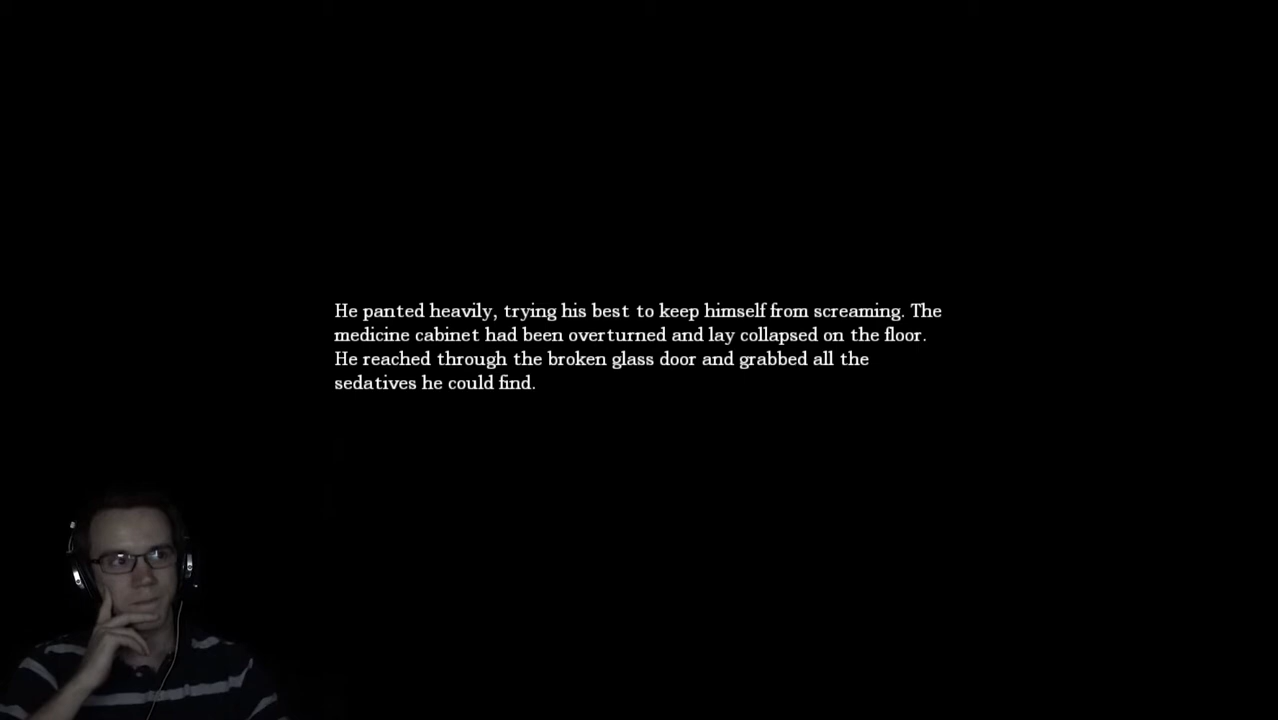 He panted heavily, trying his best to keep himself from screaming. The
medicine cabinet had been overturned and lay collapsed on the floor.
He reached through the broken glass door and grabbed all the
sedatives he could find.